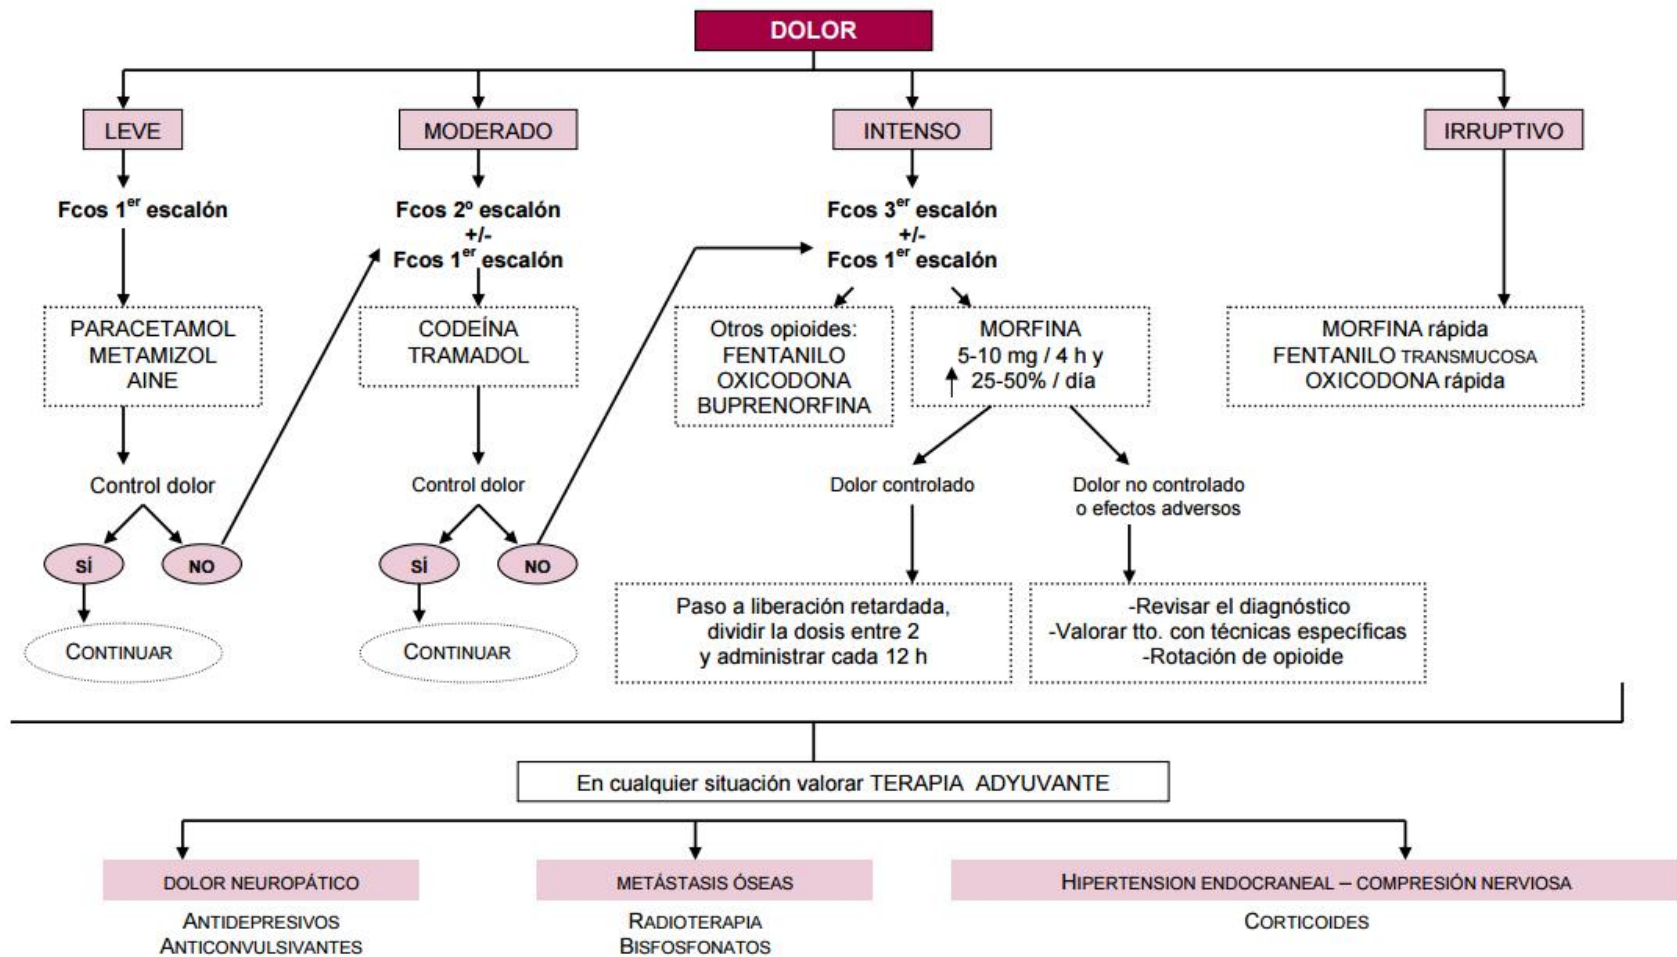 DOLOR
LEVE
MODERADO
INTENSO
IRRUPTIVO
Fcos 1er escalón
Fcos 2º escalón
+/-
Fcos 1er escalón
Fcos 3er escalón
+/-
Fcos 1er escalón
PARACETAMOL
METAMIZOL
AINE
CODEÍNA
TRAMADOL
Otros opioides:
FENTANILO
OXICODONA
BUPRENORFINA
MORFINA
5-10 mg / 4 h y
25-50% / día
MORFINA rápida
FENTANILO TRANSMUCOSA
OXICODONA rápida
Control dolor
Control dolor
Dolor controlado
Dolor no controlado
o efectos adversos
SÍ
NO
SÍ
NO
CONTINUAR
CONTINUAR
Paso a liberación retardada,
dividir la dosis entre 2
y administrar cada 12 h
-Revisar el diagnóstico
-Valorar tto. con técnicas específicas
-Rotación de opioide
En cualquier situación valorar TERAPIA ADYUVANTE
DOLOR NEUROPÁTICO
ANTIDEPRESIVOS
ANTICONVULSIVANTES
METÁSTASIS ÓSEAS
RADIOTERAPIA
BISFOSFONATOS
HIPERTENSION ENDOCRANEAL – COMPRESIÓN NERVIOSA
CORTICOIDES